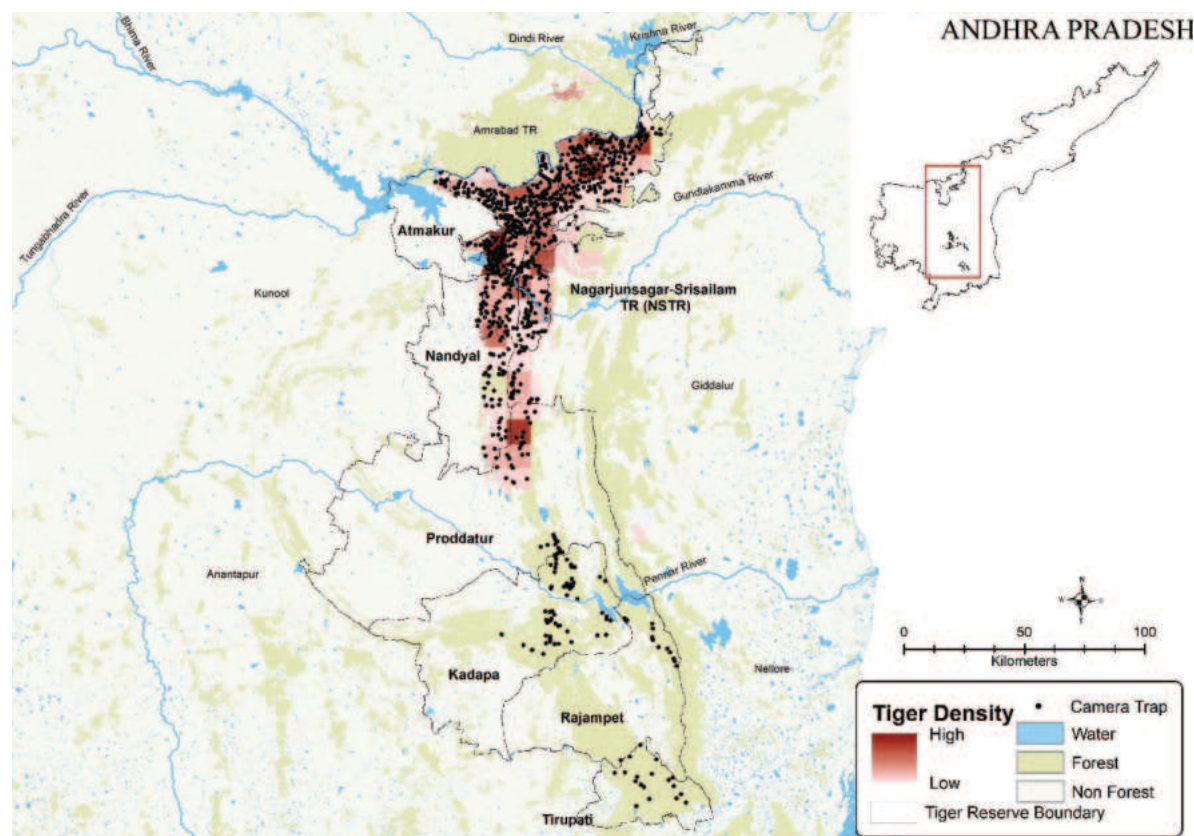 ANDHRA PRADESH
Bhima River
Dindi River
Krishna River
Amrabad TR
Tungabhadra River
Gundlakamma River
Atmakur
Kunool
Nagarjunsagar-Srisailam
TR (NSTR)
Nandyal
Giddalur
Proddatur
Anantapur
Pennar River
Kadapa
Nellore
Rajampet
Tirupati
N
W
S
0 50 100
Kilometers
Tiger Density
High
Low
Camera Trap
Water
Forest
Non Forest
Tiger Reserve Boundary